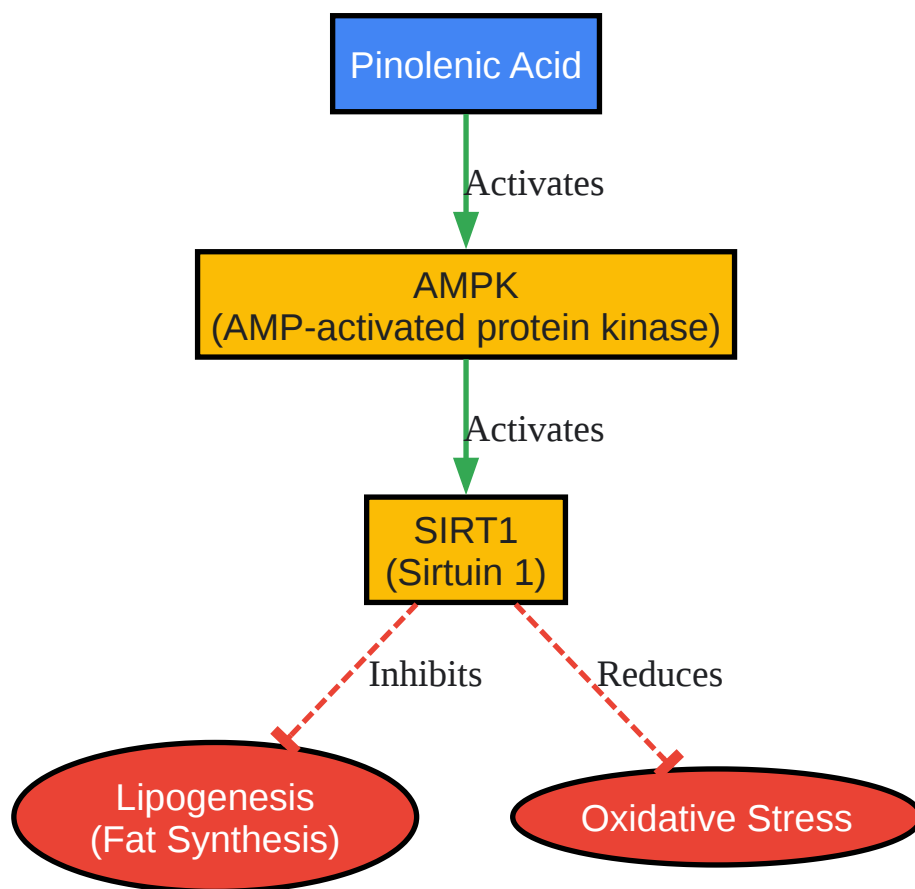 Pinolenic Acid
Activates
AMPK
(AMP-activated protein kinase)
Activates
SIRT1
(Sirtuin 1)
Inhibits
Reduces
Lipogenesis
(Fat Synthesis)
Oxidative Stress